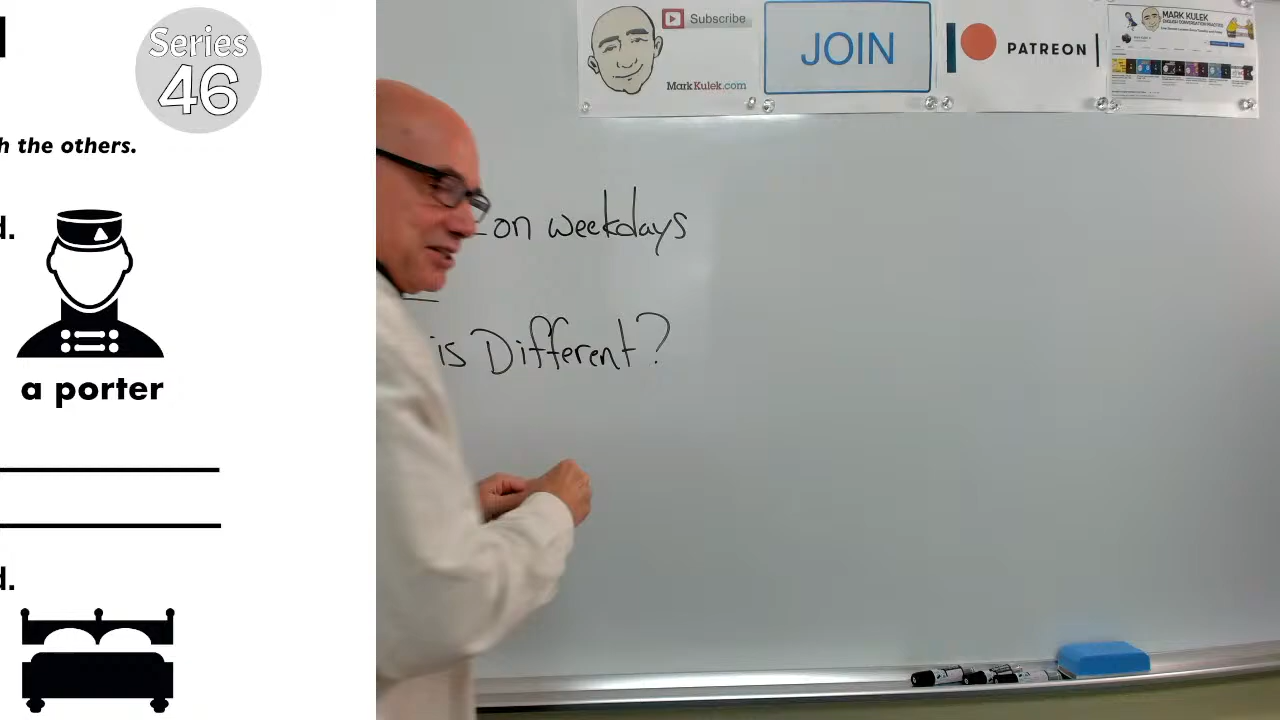 Series
46
h the others.
d.
a porter
d.
Subscribe
MarkKulek.com
JOIN
PATREON
MARK KULEK
on weekdays
is Different?